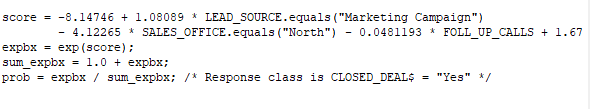 score = -8.14746 + 1.08089 * LEAD_SOURCE.equals("Marketing Campaign")
- 4.12265 * SALES_OFFICE.equals("North") - 0.0481193 * FOLL_UP_CALLS + 1.67
expbx = exp(score);
sum_expbx = 1.0 + expbx;
prob = expbx / sum_expbx; /* Response class is CLOSED_DEAL$ = "Yes" */